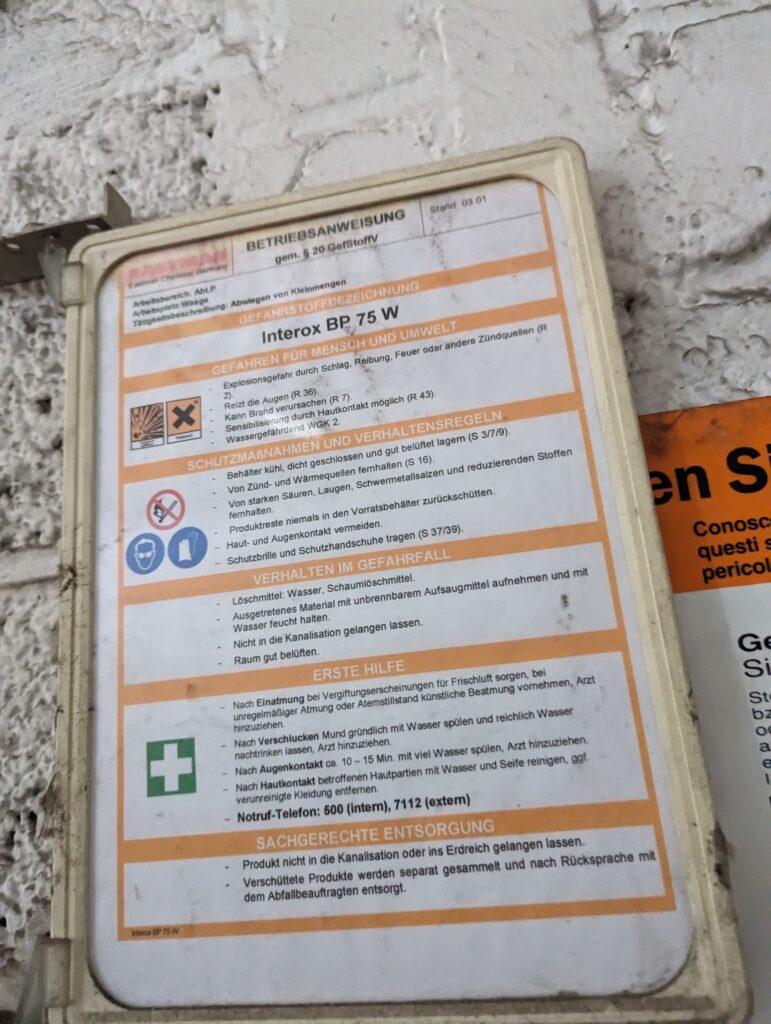 EASTMAN
Eastman Chemical Germany
BETRIEBSANWEISUNG
gem. § 20 GefStoffV
Stand: 03.01
Arbeitsbereich: Abt.P
Arbeitsplatz:Waage
Tätigkeitsbeschreibung: Abwiegen von Kleinmengen
GEFAHRSTOFFBEZEICHNUNG
Interox BP 75 W
GEFAHREN FÜR MENSCH UND UMWELT
- Explosionsgefahr durch Schlag, Reibung, Feuer oder andere Zündquellen (R
2).
- Reizt die Augen (R 36).
- Kann Brand verursachen (R 7).
- Sensibilisierung durch Hautkontakt möglich (R 43).
- Wassergefährdend WGK 2.
SCHUTZMAßNAHMEN UND VERHALTENSREGELN
- Behälter kühl, dicht geschlossen und gut belüftet lagern (S 3/7/9).
- Von Zünd- und Wärmequellen fernhalten (S 16).
- Von starken Säuren, Laugen, Schwermetallsalzen und reduzierenden Stoffen
fernhalten.
- Produktreste niemals in den Vorratsbehälter zurückschütten.
- Haut- und Augenkontakt vermeiden.
- Schutzbrille und Schutzhandschuhe tragen (S 37/39).
VERHALTEN IM GEFAHRFALL
- Löschmittel: Wasser, Schaumlöschmittel.
- Ausgetretenes Material mit unbrennbarem Aufsaugmittel aufnehmen und mit
Wasser feucht halten.
- Nicht in die Kanalisation gelangen lassen.
- Raum gut belüften.
ERSTE HILFE
– Nach Einatmung bei Vergiftungserscheinungen für Frischluft sorgen, bei
unregelmäßiger Atmung oder Atemstillstand künstliche Beatmung vornehmen, Arzt
hinzuziehen.
– Nach Verschlucken Mund gründlich mit Wasser spülen und reichlich Wasser
nachtrinken lassen, Arzt hinzuziehen.
– Nach Augenkontakt ca. 10 – 15 Min. mit viel Wasser spülen, Arzt hinzuziehen.
– Nach Hautkontakt betroffenen Hautpartien mit Wasser und Seife reinigen, ggf.
verunreinigte Kleidung entfernen.
– Notruf-Telefon: 500 (intern), 7112 (extern)
SACHGERECHTE ENTSORGUNG
- Produkt nicht in die Kanalisation oder ins Erdreich gelangen lassen.
- Verschüttete Produkte werden separat gesammelt und nach Rücksprache mit
dem Abfallbeauftragten entsorgt.
Interox BP 75 W
en Si
Conosc
questi s
pericol
Ge
Si
Sto
bz
od
a
e